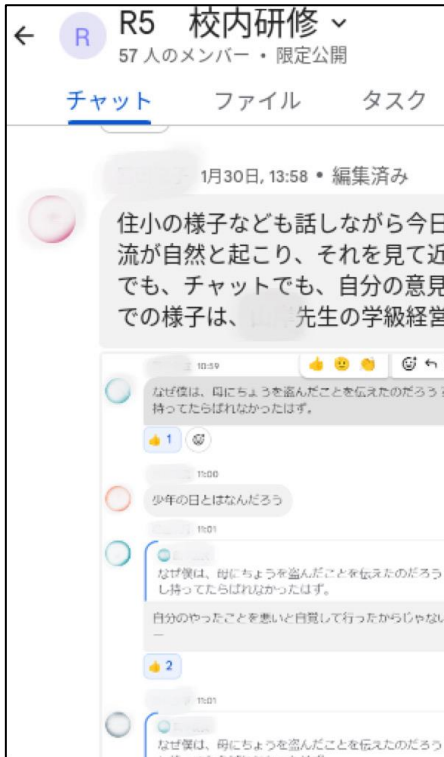 R
R5 校内研修
57 人のメンバー • 限定公開
チャット ファイル タスク
1月30日, 13:58 • 編集済み
住小の様子なども話しながら今日
流が自然と起こり、それを見て近
でも、チャットでも、自分の意見
での様子は、 先生の学級経営
10:59
なぜ僕は、母にちょうを盗んだことを伝えたのだろう
持ってたらばれなかったはず。
1
11:00
少年の日とはなんだろう
11:01
なぜ僕は、母にちょうを盗んだことを伝えたのだろう
し持ってたらばれなかったはず。
自分のやったことを悪いと自覚して行ったからじゃない
ー
2
11:01
なぜ僕は、母にちょうを盗んだことを伝えたのだろう